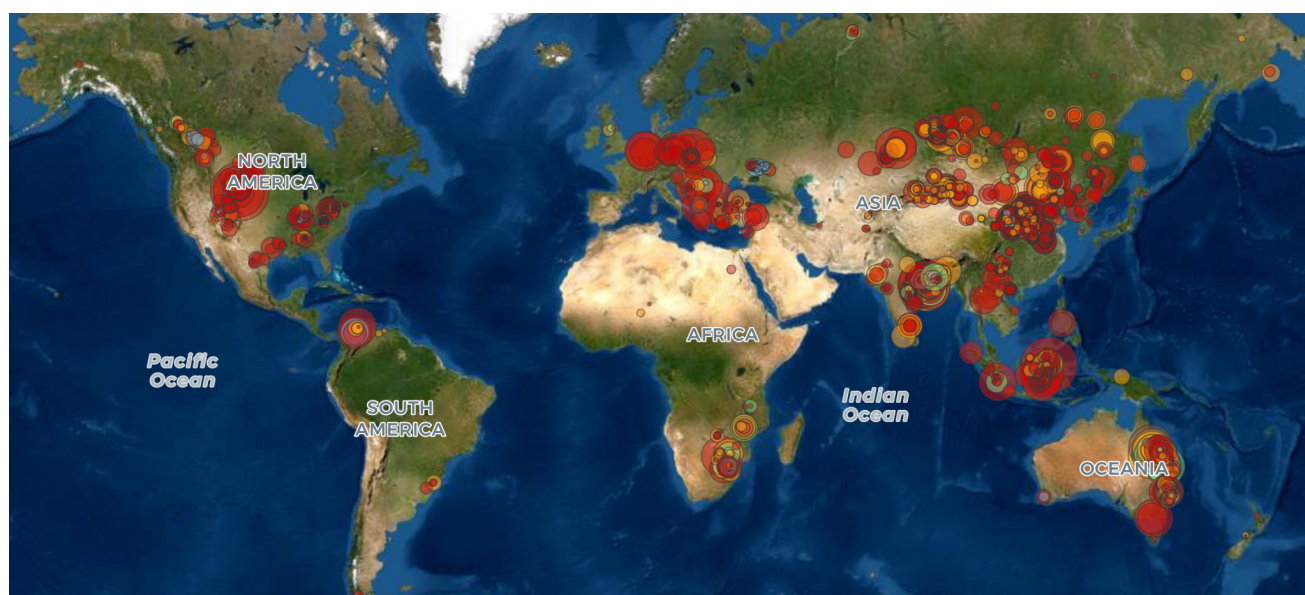 NORTH
AMERICA
ASIA
AFRICA
Pacific
Ocean
Indian
Ocean
SOUTH
AMERICA
OCEANIA